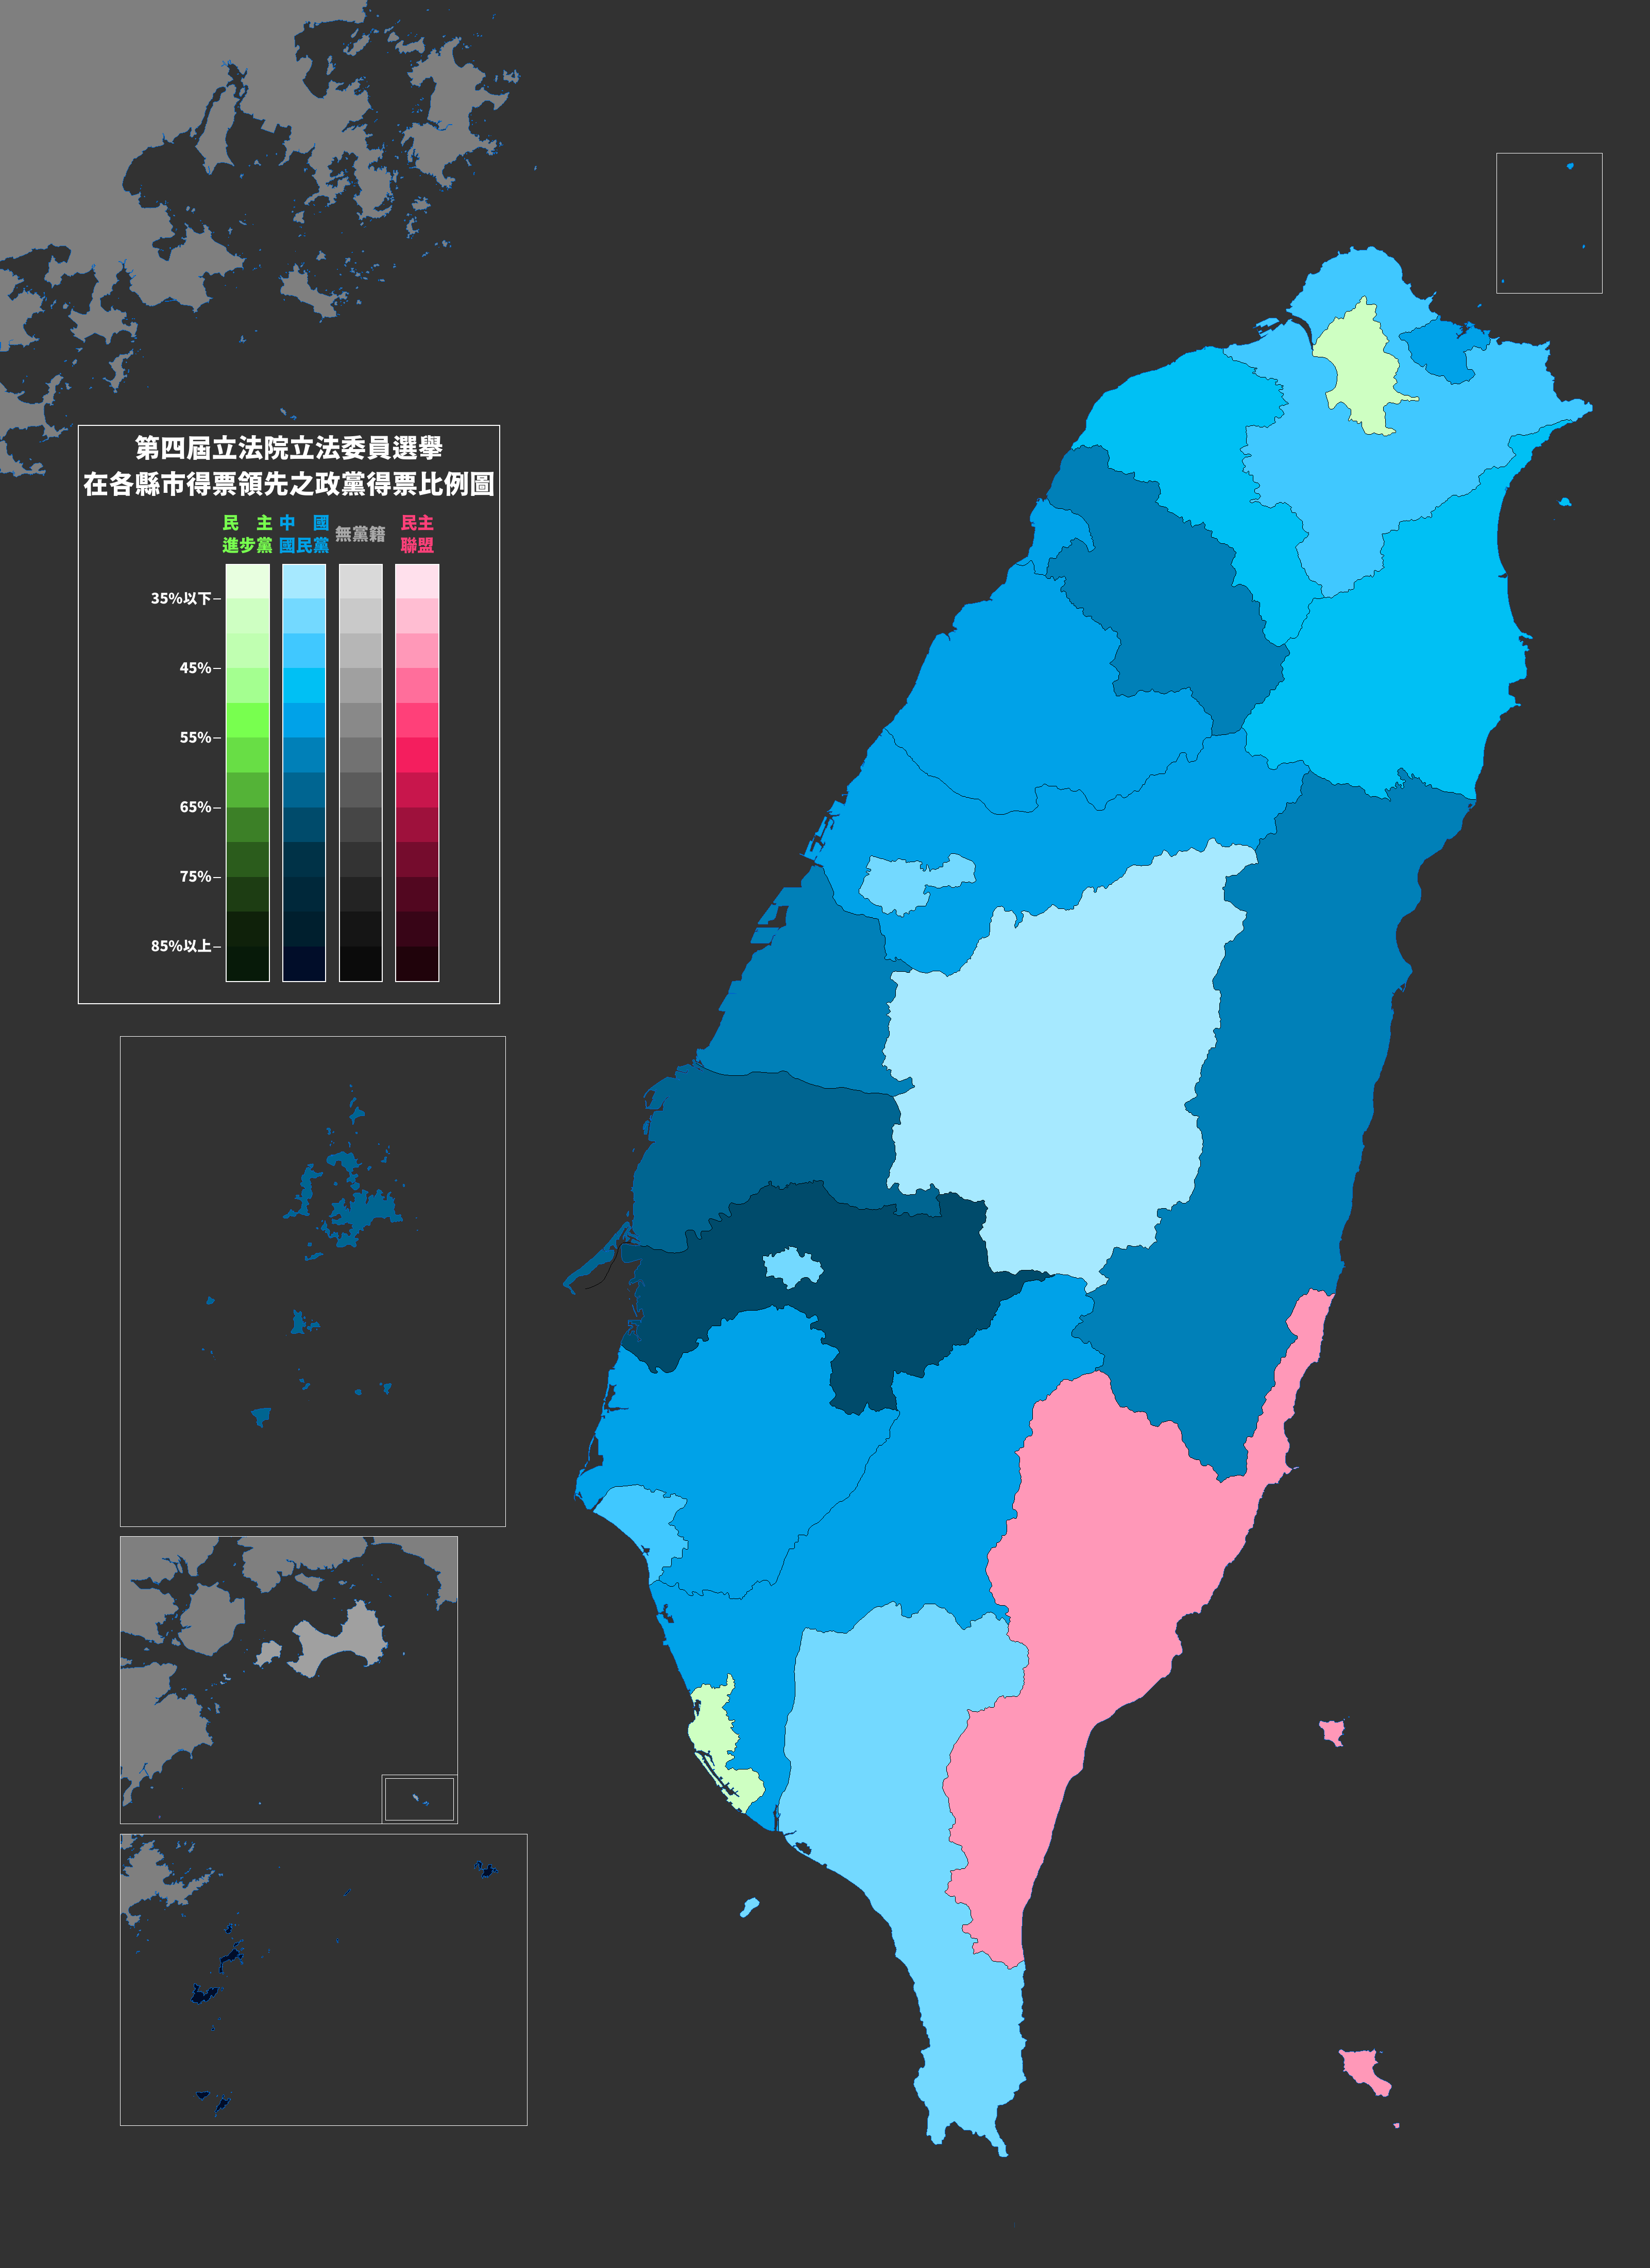 第四屆立法院立法委員選舉
在各縣市得票領先之政黨得票比例圖
民 主 中 國 無黨籍 民主
進步黨 國民黨 聯盟
35%以下
45%
55%
65%
75%
85%以上